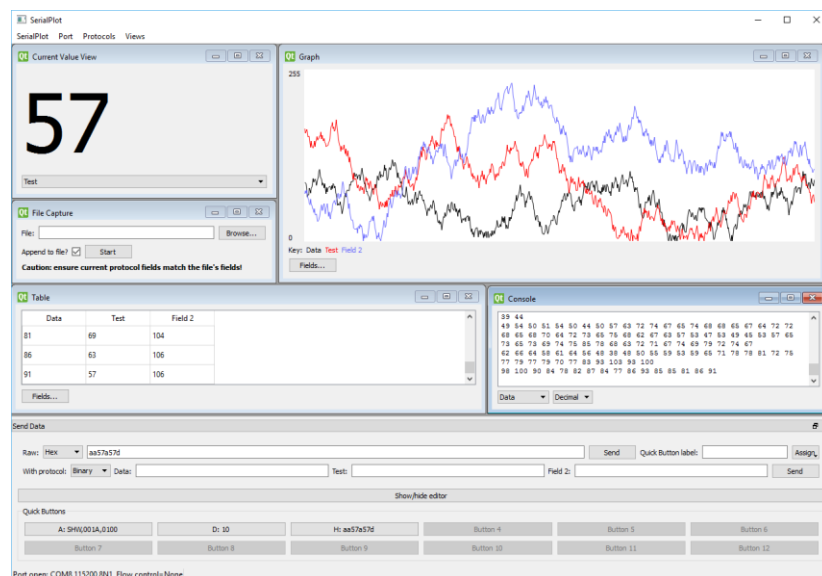 SerialPlot
SerialPlot Port Protocols Views
Current Value View
57
Test
File Capture
File: Browse...
Append to file? Start
Caution: ensure current protocol fields match the file's fields!
Graph
255
0
Key: Data Test Field 2
Fields...
Table
Data Test Field 2
81 69 104
86 63 106
91 57 106
Fields...
Console
39 44
49 54 50 51 54 50 44 50 57 63 72 74 67 65 74 68 68 65 67 64 72 72
68 65 68 70 64 72 73 65 75 68 62 67 63 57 53 47 53 49 45 53 57 65
73 65 73 69 74 75 85 78 68 63 72 71 67 74 69 79 72 74 67
62 66 64 58 61 64 56 48 38 48 50 55 59 53 59 65 71 78 78 81 72 75
77 79 77 79 70 77 83 93 103 93 100
98 100 90 84 78 82 87 84 77 86 93 85 85 81 86 91
Data Decimal
Send Data
Raw: Hex aa57a57d Send Quick Button label: Assign
With protocol: Binary Data: Test: Field 2: Send
Show/hide editor
Quick Buttons
A: SHW,001A,0100 D: 10 H: aa57a57d Button 4 Button 5 Button 6
Button 7 Button 8 Button 9 Button 10 Button 11 Button 12
Port open: COM8,115200,8N1, Flow control=None